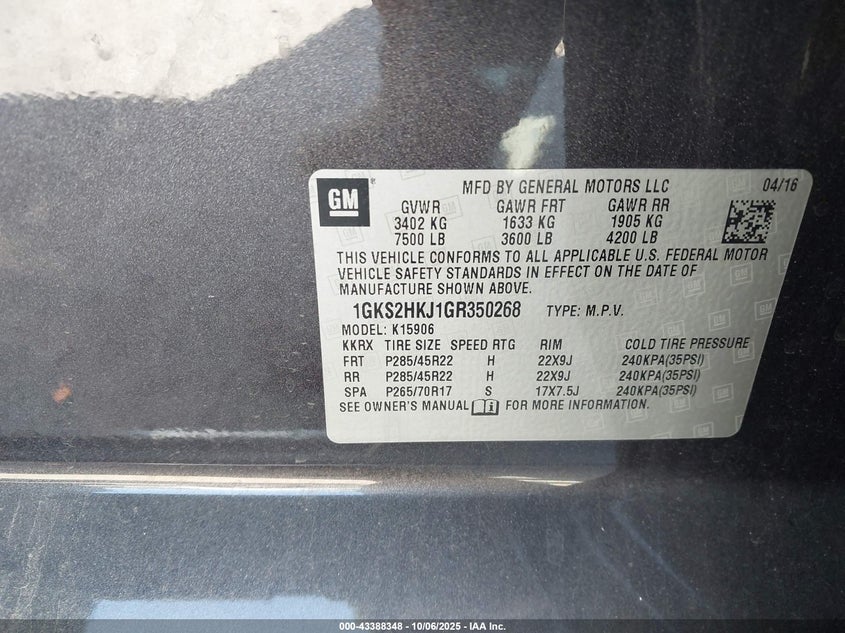 GM
MFD BY GENERAL MOTORS LLC 04/16
GVWR GAWR FRT GAWR RR
3402 KG 1633 KG 1905 KG
7500 LB 3600 LB 4200 LB
THIS VEHICLE CONFORMS TO ALL APPLICABLE U.S. FEDERAL MOTOR
VEHICLE SAFETY STANDARDS IN EFFECT ON THE DATE OF
MANUFACTURE SHOWN ABOVE.
1GKS2HKJ1GR350268 TYPE: M.P.V.
MODEL: K15906
KKRX TIRE SIZE SPEED RTG RIM COLD TIRE PRESSURE
FRT P285/45R22 H 22X9J 240KPA(35PSI)
RR P285/45R22 H 22X9J 240KPA(35PSI)
SPA P265/70R17 S 17X7.5J 240KPA(35PSI)
SEE OWNER'S MANUAL FOR MORE INFORMATION.
000-43388348 - 10/06/2025 - IAA Inc.